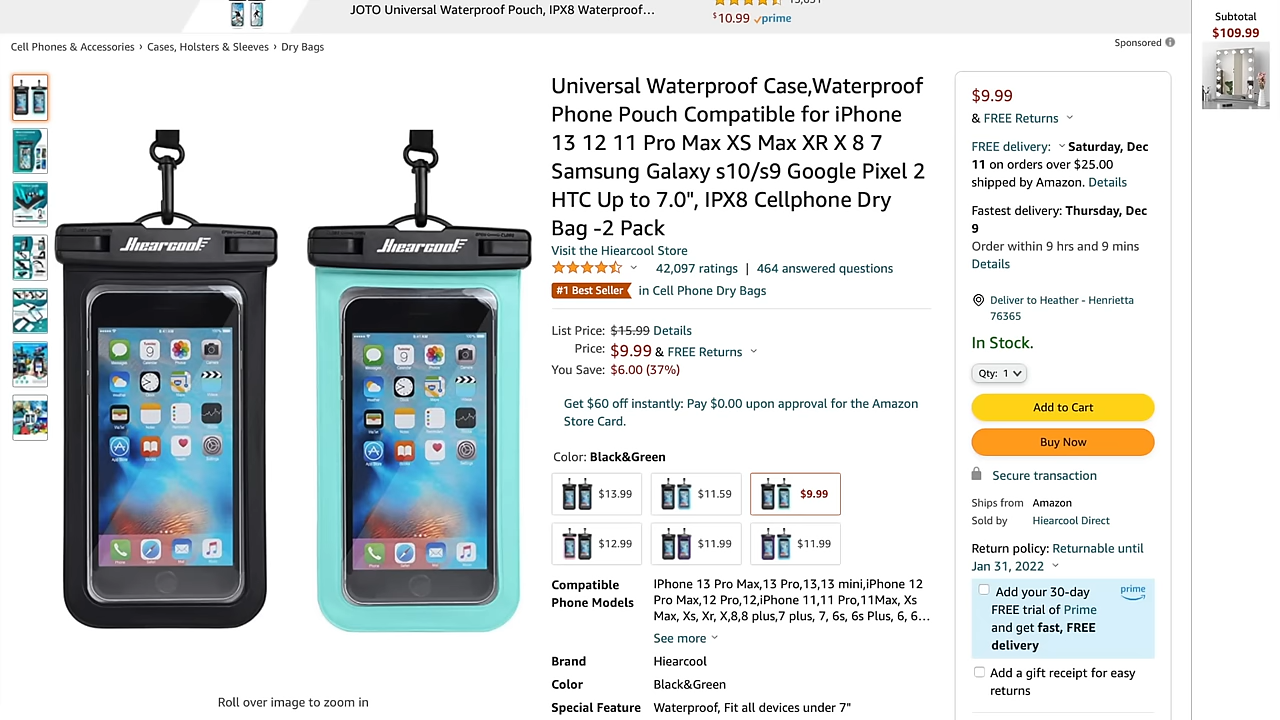 JOTO Universal Waterproof Pouch, IPX8 Waterproof…
$10.99 prime
Subtotal
$109.99
Cell Phones & Accessories › Cases, Holsters & Sleeves › Dry Bags
Sponsored
Universal Waterproof Case,Waterproof
Phone Pouch Compatible for iPhone
13 12 11 Pro Max XS Max XR X 8 7
Samsung Galaxy s10/s9 Google Pixel 2
HTC Up to 7.0", IPX8 Cellphone Dry
Bag -2 Pack
Visit the Hiearcool Store
42,097 ratings | 464 answered questions
#1 Best Seller in Cell Phone Dry Bags
List Price: $15.99 Details
Price: $9.99 & FREE Returns
You Save: $6.00 (37%)
Get $60 off instantly: Pay $0.00 upon approval for the Amazon
Store Card.
Color: Black&Green
$13.99 $11.59 $9.99
$12.99 $11.99 $11.99
Compatible Phone Models
IPhone 13 Pro Max,13 Pro,13,13 mini,iPhone 12
Pro Max,12 Pro,12,iPhone 11,11 Pro,11Max, Xs
Max, Xs, Xr, X,8,8 plus,7 plus, 7, 6s, 6s Plus, 6, 6…
See more
Brand Hiearcool
Color Black&Green
Special Feature Waterproof, Fit all devices under 7"
Hiearcool
Hiearcool
Roll over image to zoom in
$9.99
& FREE Returns
FREE delivery: Saturday, Dec
11 on orders over $25.00
shipped by Amazon. Details
Fastest delivery: Thursday, Dec
9
Order within 9 hrs and 9 mins
Details
Deliver to Heather - Henrietta
76365
In Stock.
Qty: 1
Add to Cart
Buy Now
Secure transaction
Ships from Amazon
Sold by Hiearcool Direct
Return policy: Returnable until
Jan 31, 2022
Add your 30-day prime
FREE trial of Prime
and get fast, FREE
delivery
Add a gift receipt for easy
returns